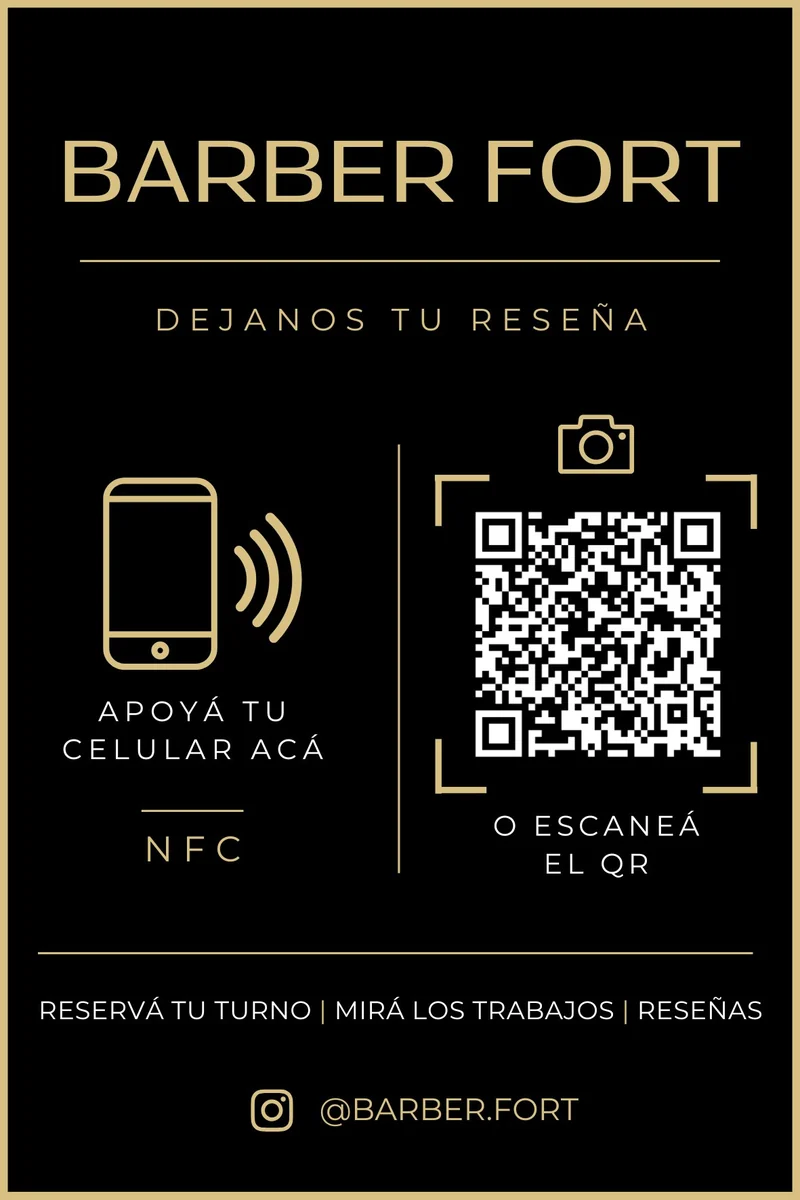 BARBER FORT
DEJANOS TU RESEÑA
APOYÁ TU
CELULAR ACÁ
NFC
O ESCANEÁ
EL QR
RESERVÁ TU TURNO | MIRÁ LOS TRABAJOS | RESEÑAS
@BARBER.FORT